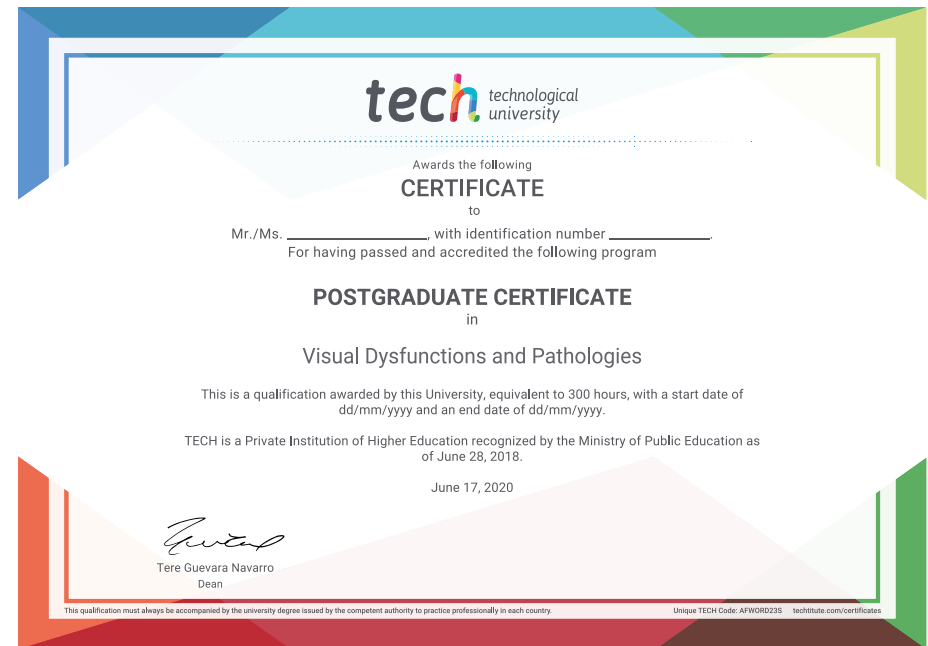 tech technological
university
Awards the following
CERTIFICATE
to
Mr./Ms. ____________________, with identification number ______________.
For having passed and accredited the following program
POSTGRADUATE CERTIFICATE
in
Visual Dysfunctions and Pathologies
This is a qualification awarded by this University, equivalent to 300 hours, with a start date of
dd/mm/yyyy and an end date of dd/mm/yyyy.
TECH is a Private Institution of Higher Education recognized by the Ministry of Public Education as
of June 28, 2018.
June 17, 2020
Tere Guevara Navarro
Dean
This qualification must always be accompanied by the university degree issued by the competent authority to practice professionally in each country.
Unique TECH Code: AFWORD23S techtitute.com/certificates